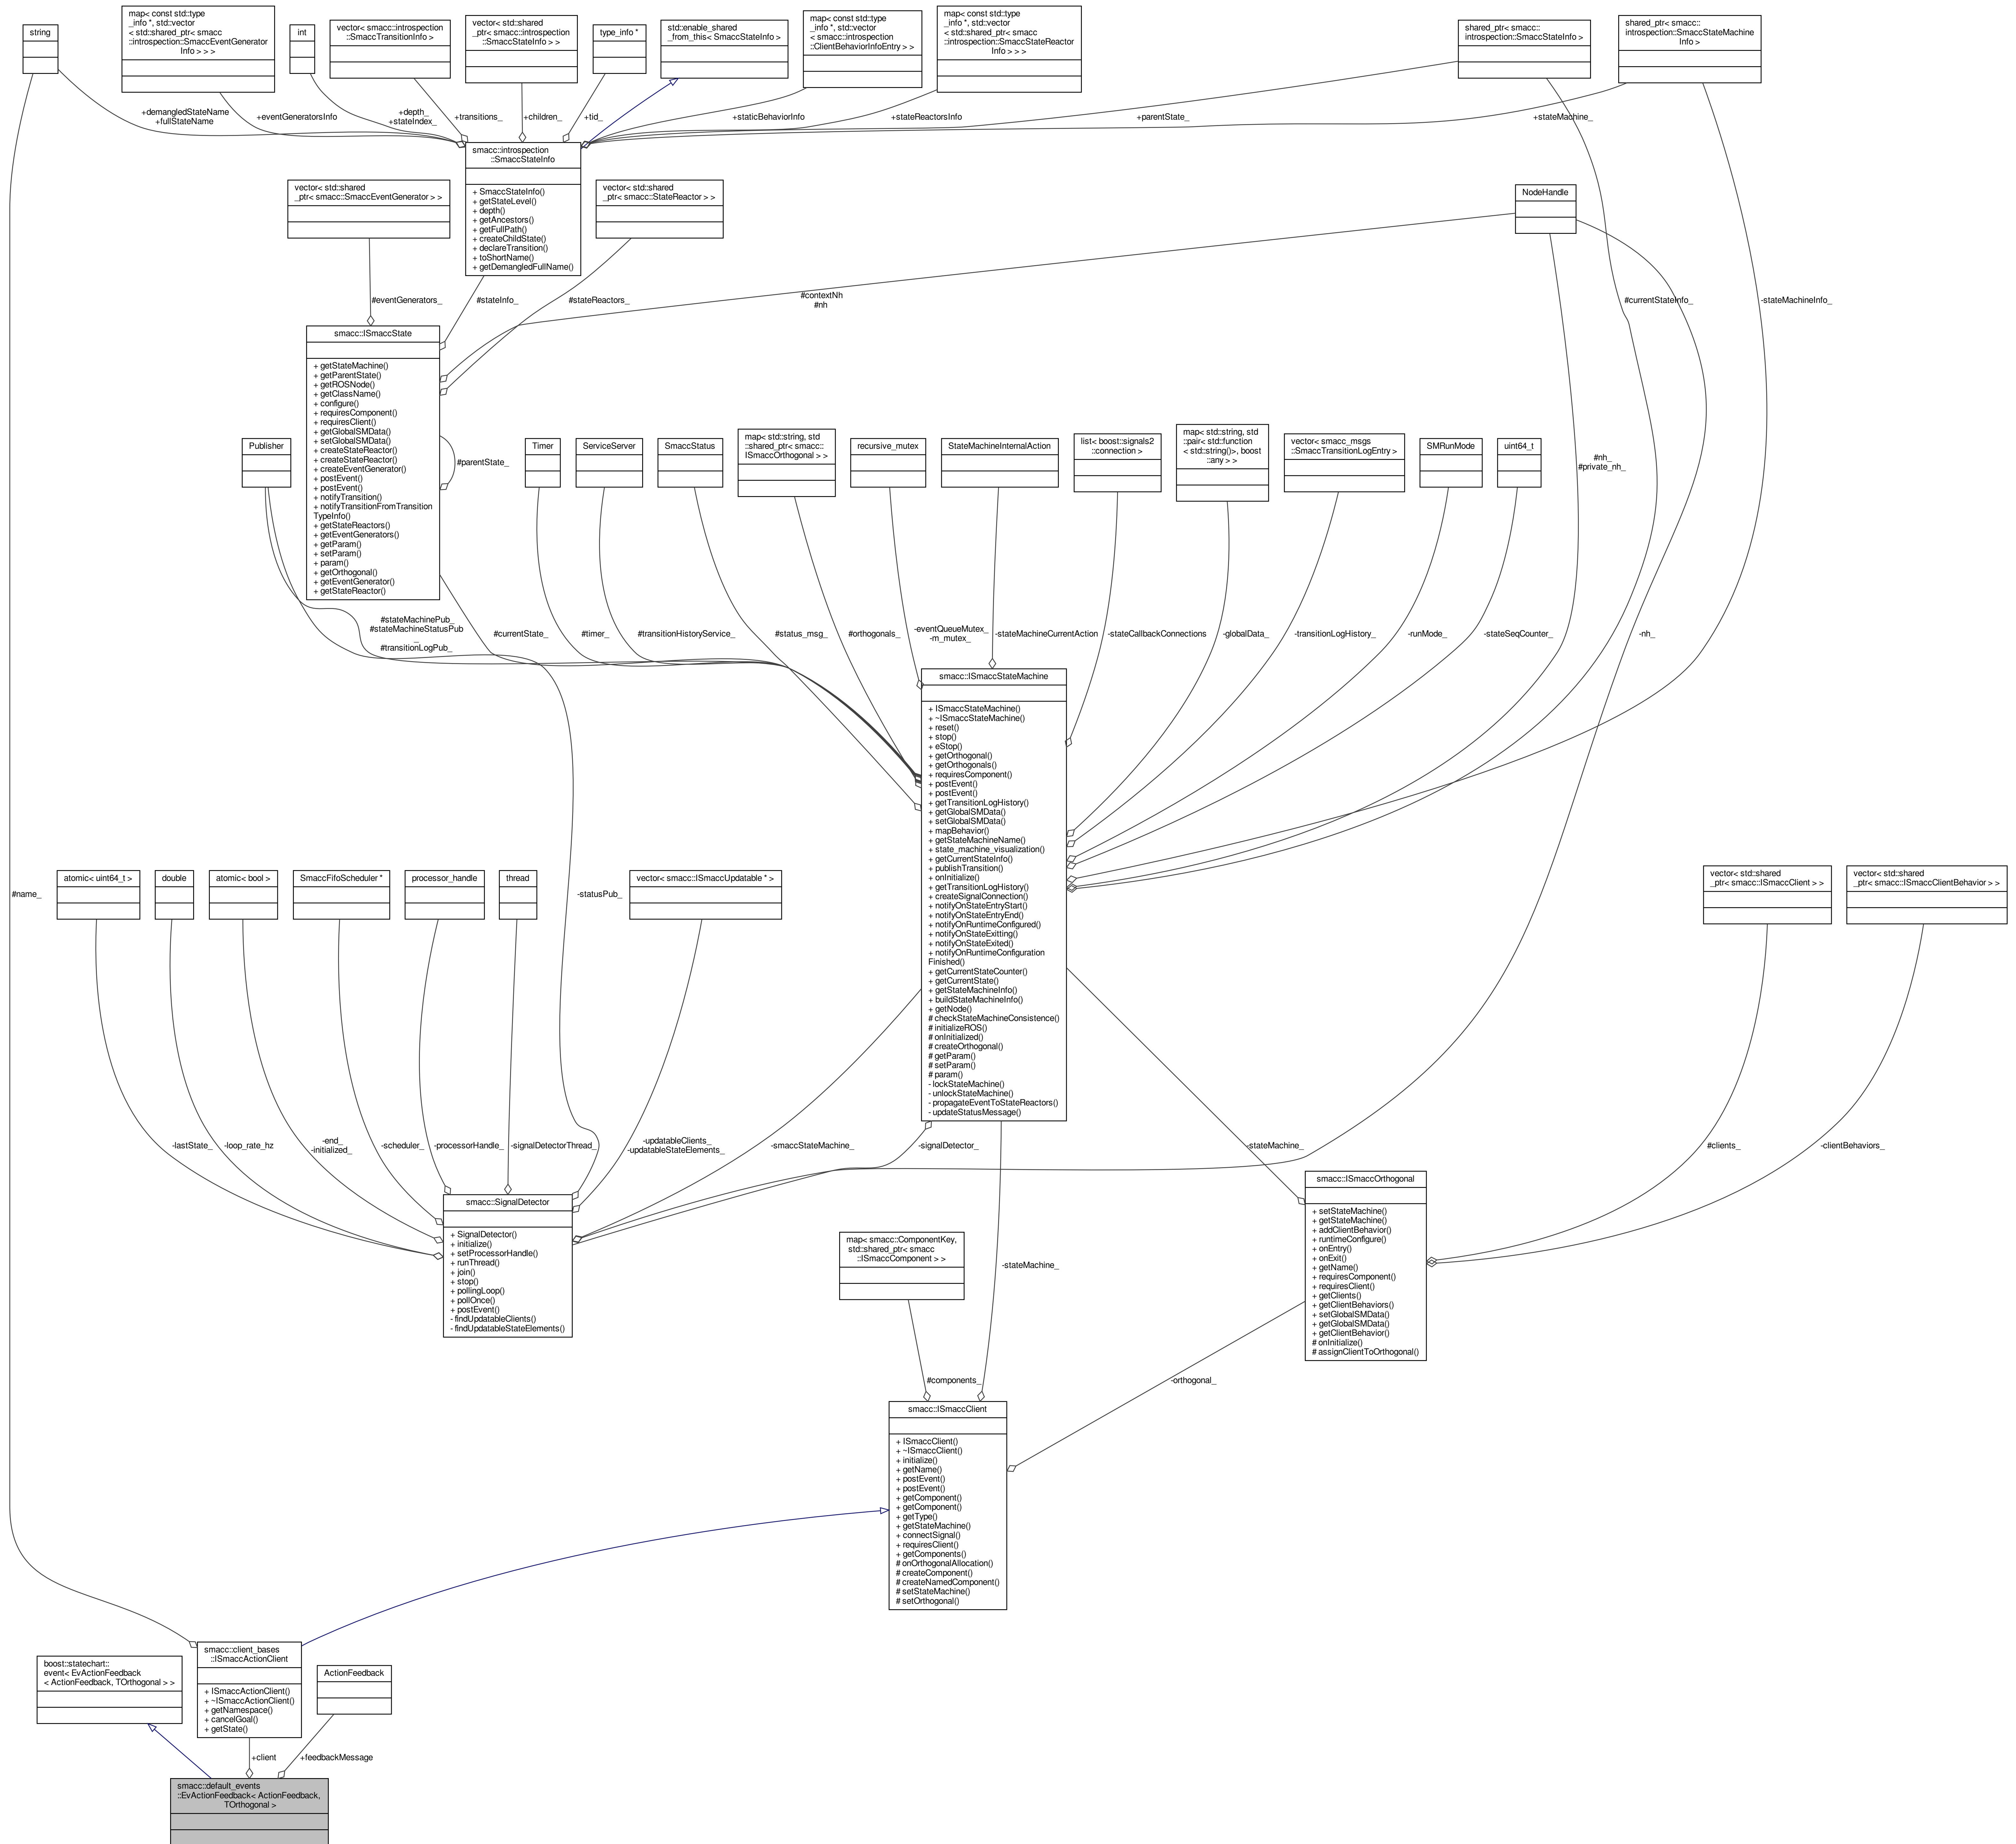 string
map< const std::type
_info *, std::vector
< std::shared_ptr< smacc
::introspection::SmaccEventGenerator
Info > > >
int
vector< smacc::introspection
::SmaccTransitionInfo >
vector< std::shared
_ptr< smacc::introspection
::SmaccStateInfo > >
type_info *
std::enable_shared
_from_this< SmaccStateInfo >
map< const std::type
_info *, std::vector
< smacc::introspection
::ClientBehaviorInfoEntry > >
map< const std::type
_info *, std::vector
< std::shared_ptr< smacc
::introspection::SmaccStateReactor
Info > > >
shared_ptr< smacc::
introspection::SmaccStateInfo >
shared_ptr< smacc::
introspection::SmaccStateMachine
Info >
+demangledStateName
+fullStateName
+eventGeneratorsInfo
+depth_
+stateIndex_
+transitions_
+children_
+tid_
+staticBehaviorInfo
+stateReactorsInfo
+parentState_
+stateMachine_
smacc::introspection
::SmaccStateInfo
+ SmaccStateInfo()
+ getStateLevel()
+ depth()
+ getAncestors()
+ getFullPath()
+ createChildState()
+ declareTransition()
+ toShortName()
+ getDemangledFullName()
vector< std::shared
_ptr< smacc::SmaccEventGenerator > >
vector< std::shared
_ptr< smacc::StateReactor > >
NodeHandle
#eventGenerators_
#stateInfo_
#stateReactors_
#contextNh
#nh
#currentStateInfo_
-stateMachineInfo_
smacc::ISmaccState
+ getStateMachine()
+ getParentState()
+ getROSNode()
+ getClassName()
+ configure()
+ requiresComponent()
+ requiresClient()
+ getGlobalSMData()
+ setGlobalSMData()
+ createStateReactor()
+ createStateReactor()
+ createEventGenerator()
+ postEvent()
+ postEvent()
+ notifyTransition()
+ notifyTransitionFromTransition
TypeInfo()
+ getStateReactors()
+ getEventGenerators()
+ getParam()
+ setParam()
+ param()
+ getOrthogonal()
+ getEventGenerator()
+ getStateReactor()
#parentState_
Publisher
Timer
ServiceServer
SmaccStatus
map< std::string, std
::shared_ptr< smacc::
ISmaccOrthogonal > >
recursive_mutex
StateMachineInternalAction
list< boost::signals2
::connection >
map< std::string, std
::pair< std::function
< std::string()>, boost
::any > >
vector< smacc_msgs
::SmaccTransitionLogEntry >
SMRunMode
uint64_t
#nh_
#private_nh_
#stateMachinePub_
#stateMachineStatusPub
_
#transitionLogPub_
#currentState_
#timer_
#transitionHistoryService_
#status_msg_
#orthogonals_
-eventQueueMutex_
-m_mutex_
-stateMachineCurrentAction
-stateCallbackConnections
-globalData_
-transitionLogHistory_
-runMode_
-stateSeqCounter_
-nh_
smacc::ISmaccStateMachine
+ ISmaccStateMachine()
+ ~ISmaccStateMachine()
+ reset()
+ stop()
+ eStop()
+ getOrthogonal()
+ getOrthogonals()
+ requiresComponent()
+ postEvent()
+ postEvent()
+ getTransitionLogHistory()
+ getGlobalSMData()
+ setGlobalSMData()
+ mapBehavior()
+ getStateMachineName()
+ state_machine_visualization()
+ getCurrentStateInfo()
+ publishTransition()
+ onInitialize()
+ getTransitionLogHistory()
+ createSignalConnection()
+ notifyOnStateEntryStart()
+ notifyOnStateEntryEnd()
+ notifyOnRuntimeConfigured()
+ notifyOnStateExitting()
+ notifyOnStateExited()
+ notifyOnRuntimeConfiguration
Finished()
+ getCurrentStateCounter()
+ getCurrentState()
+ getStateMachineInfo()
+ buildStateMachineInfo()
+ getNode()
# checkStateMachineConsistence()
# initializeROS()
# onInitialized()
# createOrthogonal()
# getParam()
# setParam()
# param()
- lockStateMachine()
- unlockStateMachine()
- propagateEventToStateReactors()
- updateStatusMessage()
#name_
atomic< uint64_t >
double
atomic< bool >
SmaccFifoScheduler *
processor_handle
thread
-statusPub_
vector< smacc::ISmaccUpdatable * >
vector< std::shared
_ptr< smacc::ISmaccClient > >
vector< std::shared
_ptr< smacc::ISmaccClientBehavior > >
-lastState_
-loop_rate_hz
-end_
-initialized_
-scheduler_
-processorHandle_
-signalDetectorThread_
-updatableClients_
-updatableStateElements_
-smaccStateMachine_
-signalDetector_
-stateMachine_
#clients_
-clientBehaviors_
smacc::SignalDetector
+ SignalDetector()
+ initialize()
+ setProcessorHandle()
+ runThread()
+ join()
+ stop()
+ pollingLoop()
+ pollOnce()
+ postEvent()
- findUpdatableClients()
- findUpdatableStateElements()
smacc::ISmaccOrthogonal
+ setStateMachine()
+ getStateMachine()
+ addClientBehavior()
+ runtimeConfigure()
+ onEntry()
+ onExit()
+ getName()
+ requiresComponent()
+ requiresClient()
+ getClients()
+ getClientBehaviors()
+ setGlobalSMData()
+ getGlobalSMData()
+ getClientBehavior()
# onInitialize()
# assignClientToOrthogonal()
map< smacc::ComponentKey,
std::shared_ptr< smacc
::ISmaccComponent > >
-stateMachine_
#components_
-orthogonal_
smacc::ISmaccClient
+ ISmaccClient()
+ ~ISmaccClient()
+ initialize()
+ getName()
+ postEvent()
+ postEvent()
+ getComponent()
+ getComponent()
+ getType()
+ getStateMachine()
+ connectSignal()
+ requiresClient()
+ getComponents()
# onOrthogonalAllocation()
# createComponent()
# createNamedComponent()
# setStateMachine()
# setOrthogonal()
boost::statechart::
event< EvActionFeedback
< ActionFeedback, TOrthogonal > >
smacc::client_bases
::ISmaccActionClient
+ ISmaccActionClient()
+ ~ISmaccActionClient()
+ getNamespace()
+ cancelGoal()
+ getState()
ActionFeedback
+client
+feedbackMessage
smacc::default_events
::EvActionFeedback< ActionFeedback,
TOrthogonal >